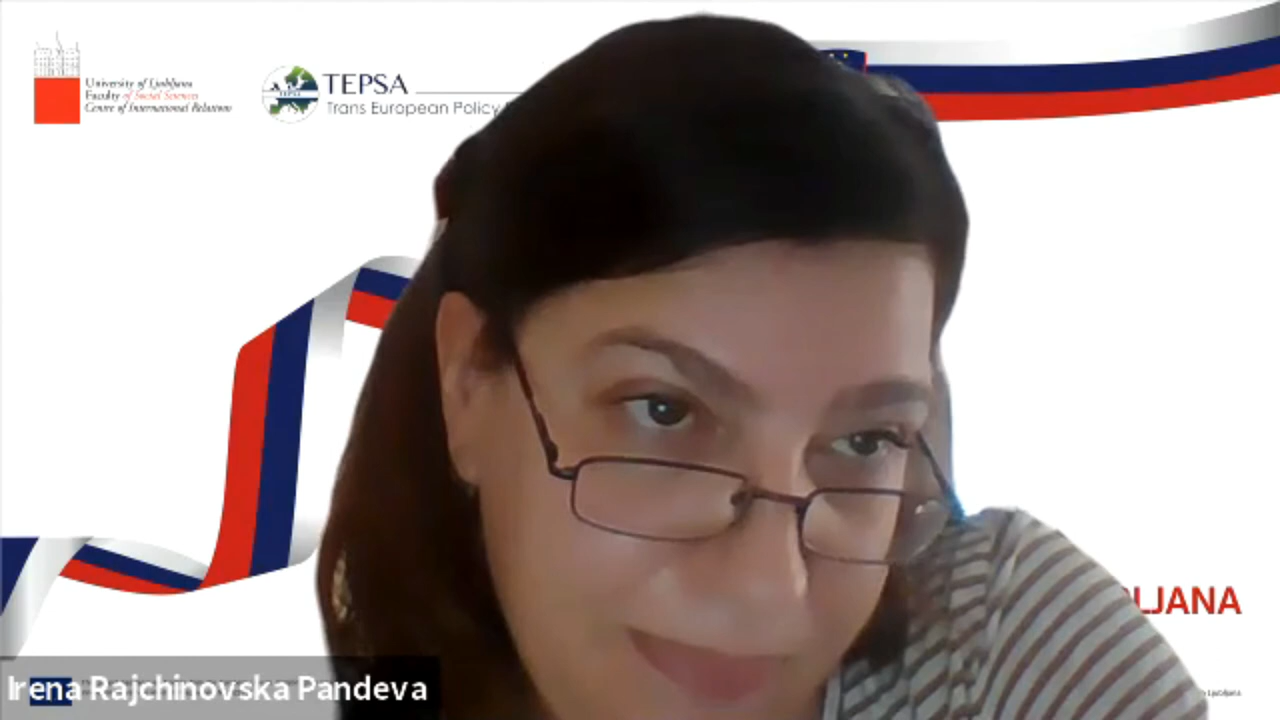 University of Ljubljana
Faculty of Social Sciences
Centre of International Relations
TEPSA
Trans European Policy
LJANA
Irena Rajchinovska Pandeva
Ljubljana